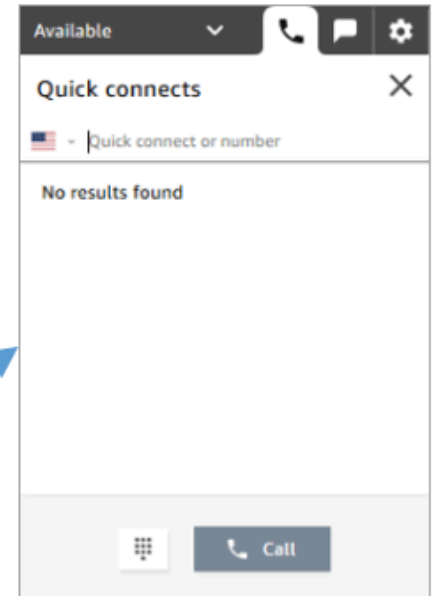 Available
Quick connects
Quick connect or number
No results found
Call